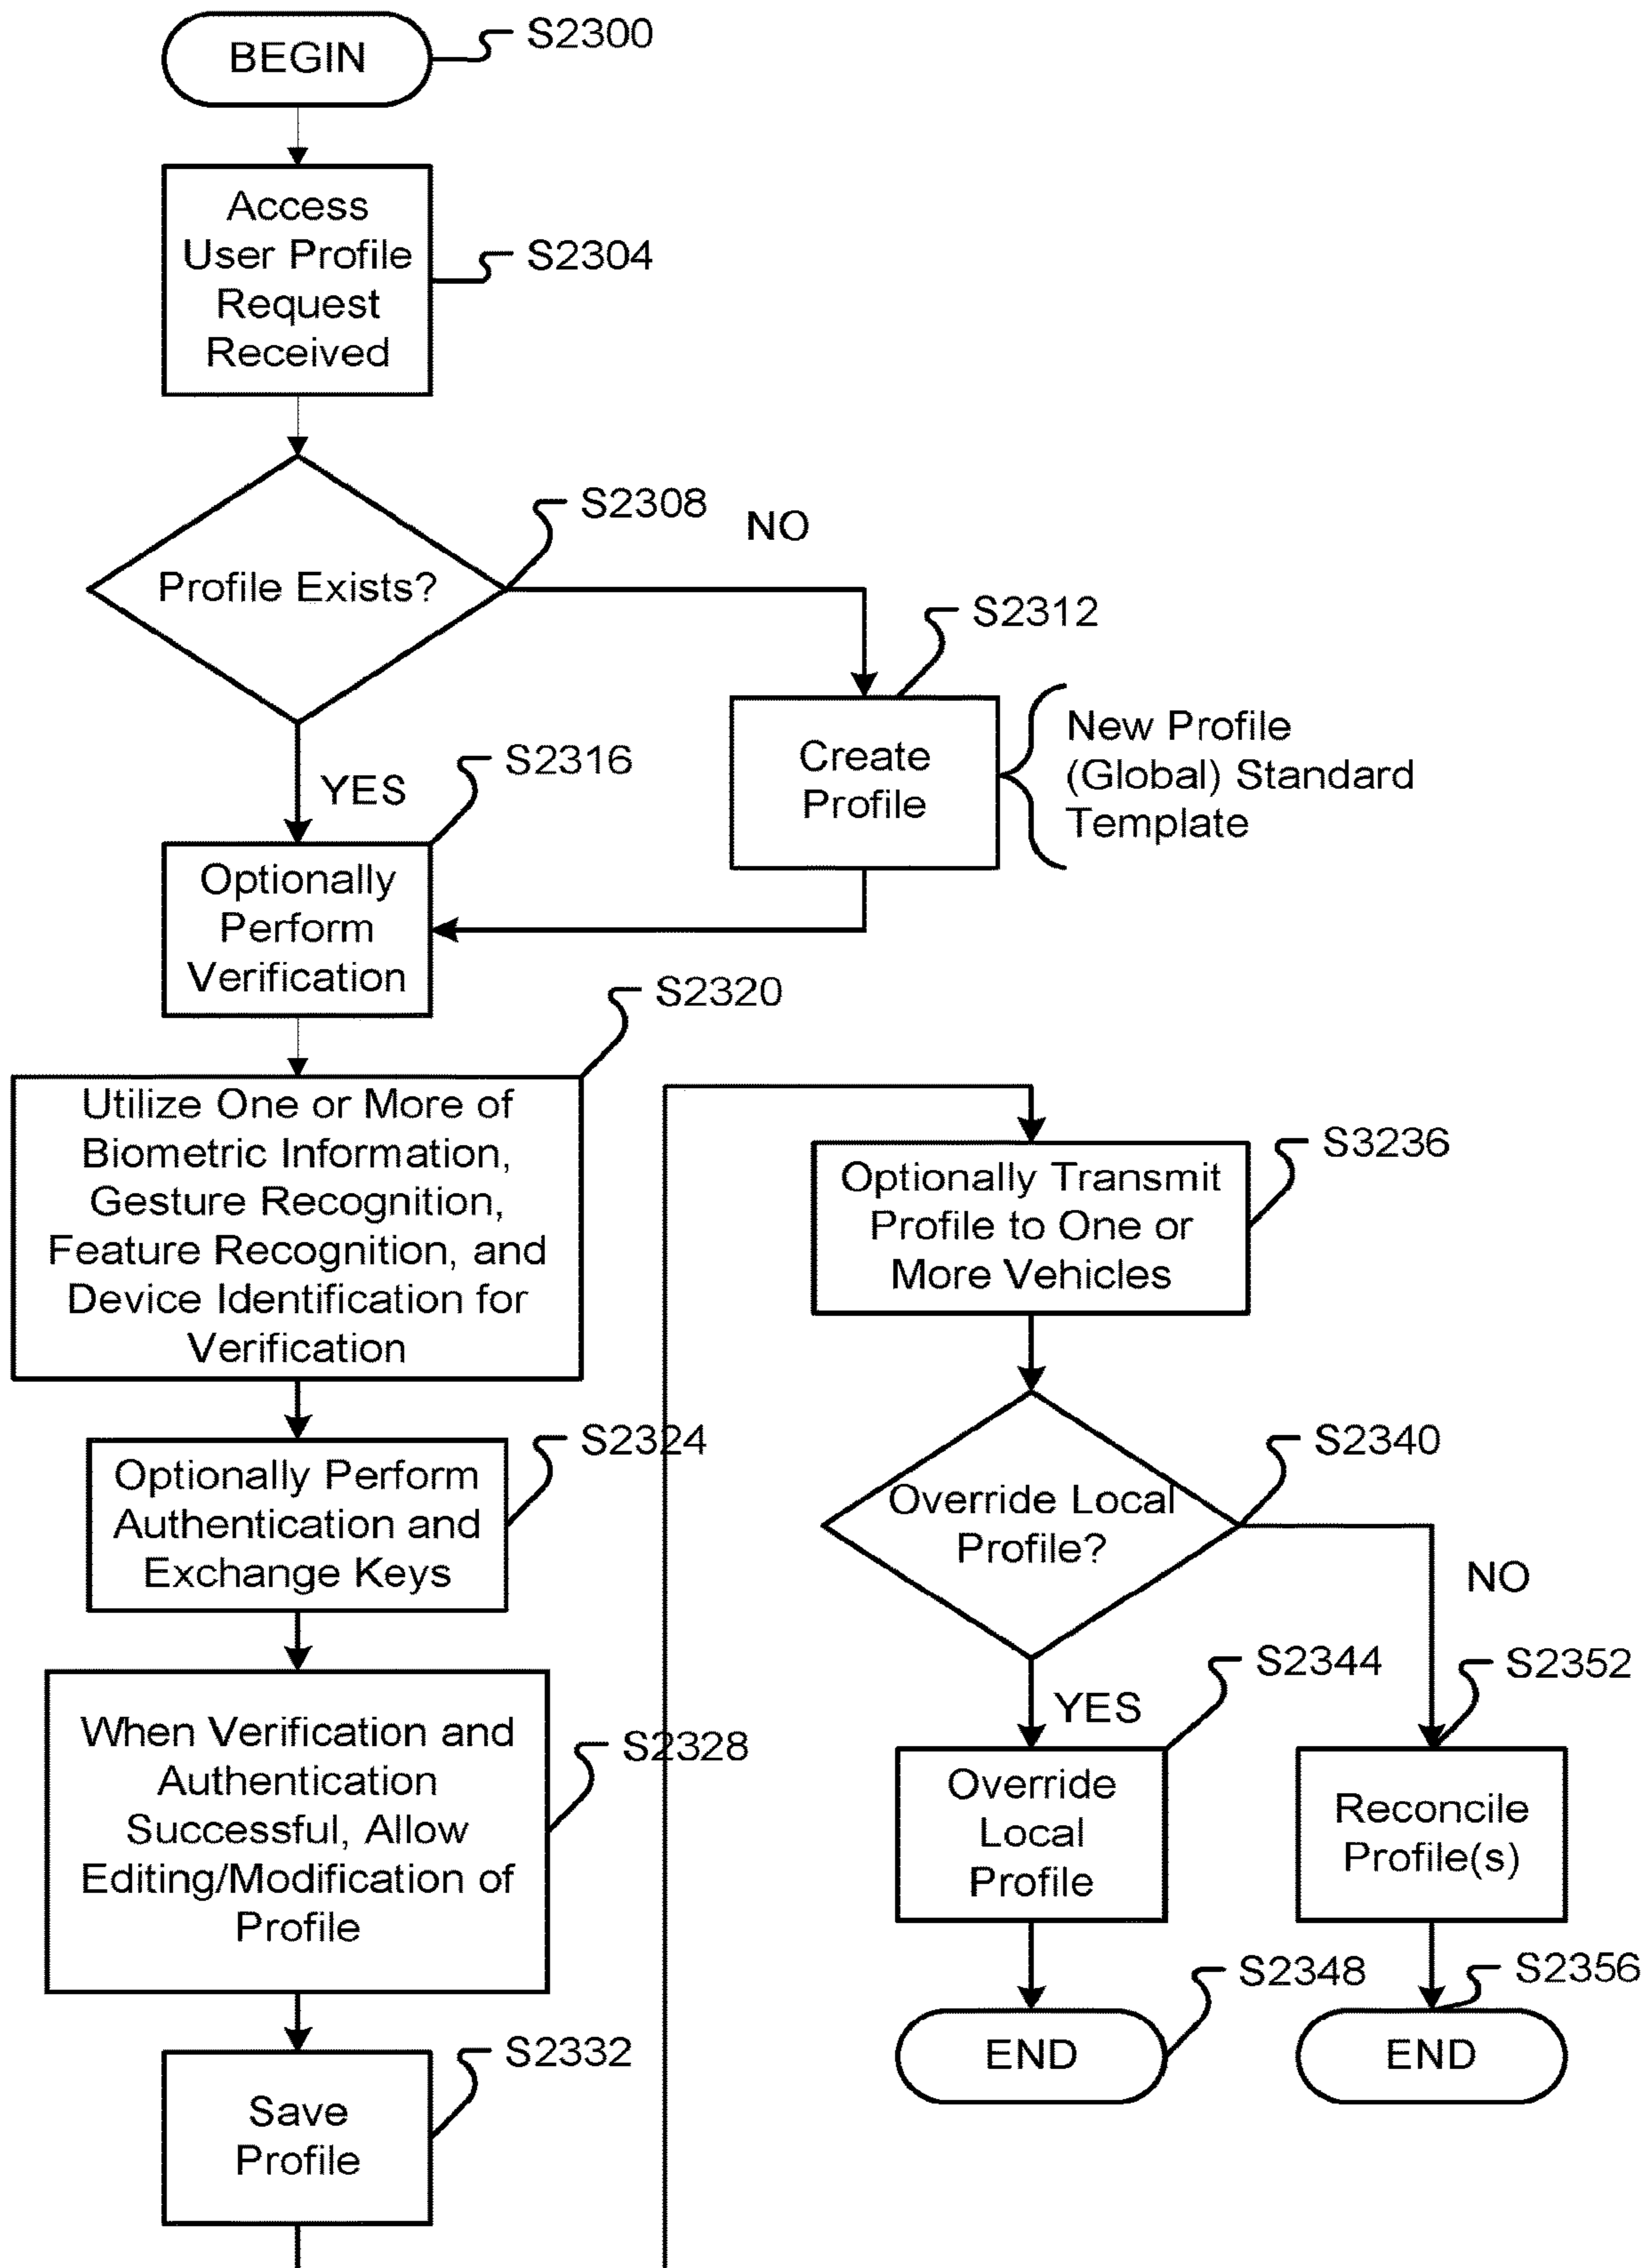 BEGIN
S2300
Access
User Profile
Request
Received
S2304
Profile Exists?
S2308
NO
S2312
Create
Profile
New Profile
(Global) Standard
Template
YES
S2316
Optionally
Perform
Verification
S2320
Utilize One or More of
Biometric Information,
Gesture Recognition,
Feature Recognition, and
Device Identification for
Verification
S2324
Optionally Perform
Authentication and
Exchange Keys
S2328
When Verification and
Authentication
Successful, Allow
Editing/Modification of
Profile
S2332
Save
Profile
S3236
Optionally Transmit
Profile to One or
More Vehicles
S2340
Override Local
Profile?
NO
YES
S2344
Override
Local
Profile
S2352
Reconcile
Profile(s)
S2348
END
S2356
END